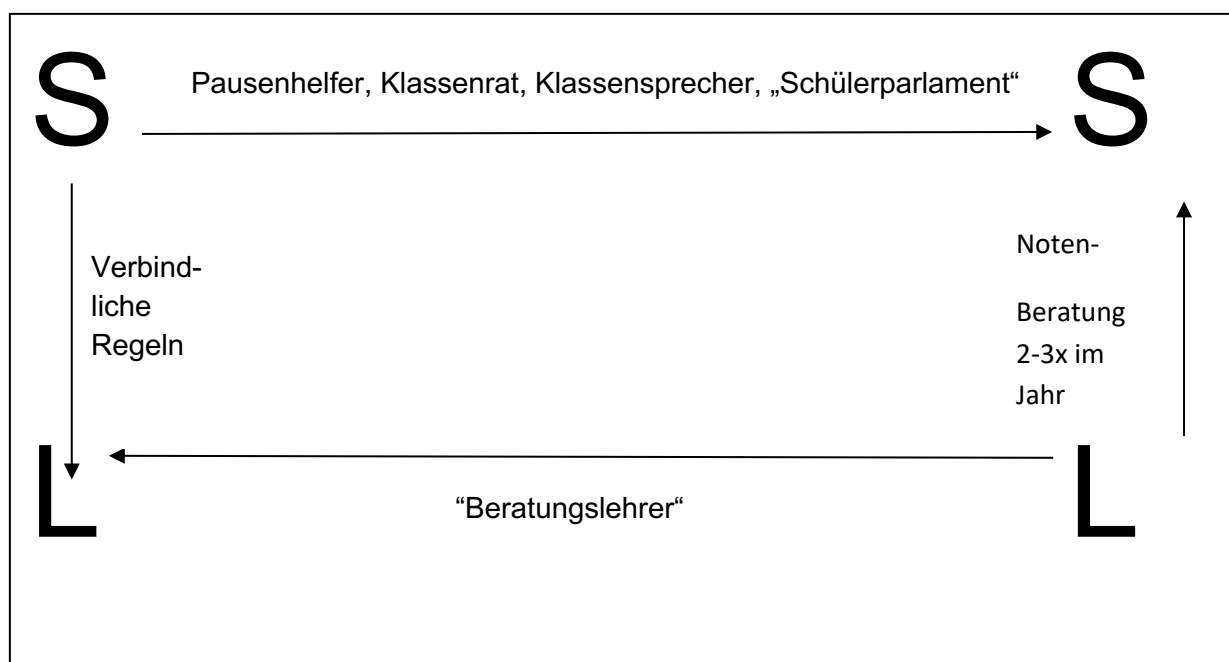 S Pausenhelfer, Klassenrat, Klassensprecher, „Schülerparlament“ S
Verbind-
liche
Regeln
Noten-
Beratung
2-3x im
Jahr
L L
“Beratungslehrer“